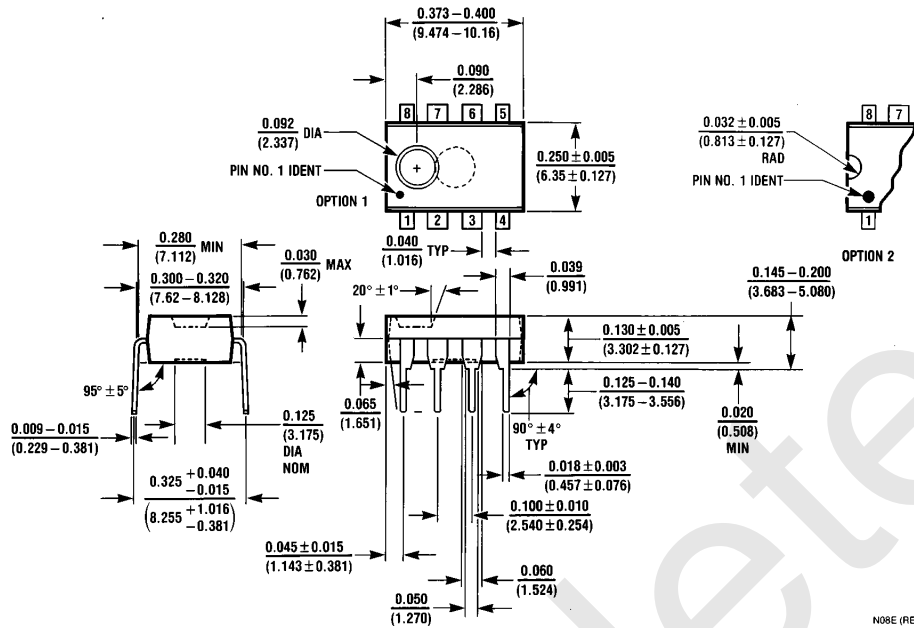 0.373 – 0.400
(9.474 – 10.16)
0.090
(2.286)
8 7 6 5
0.092 DIA
(2.337)
PIN NO. 1 IDENT
OPTION 1
1 2 3 4
0.250 ± 0.005
(6.35 ± 0.127)
8 7
0.032 ± 0.005
(0.813 ± 0.127)
RAD
PIN NO. 1 IDENT
1
OPTION 2
0.280 MIN
(7.112)
0.300 – 0.320
(7.62 – 8.128)
0.030 MAX
(0.762)
0.040 TYP
(1.016)
0.039
(0.991)
20° ± 1°
0.145 – 0.200
(3.683 – 5.080)
0.130 ± 0.005
(3.302 ± 0.127)
0.125 – 0.140
(3.175 – 3.556)
0.020
(0.508)
MIN
95° ± 5°
0.009 – 0.015
(0.229 – 0.381)
0.125
(3.175)
DIA
NOM
0.065
(1.651)
90° ± 4°
TYP
0.018 ± 0.003
(0.457 ± 0.076)
0.325 +0.040 −0.015
(8.255 +1.016 −0.381)
0.100 ± 0.010
(2.540 ± 0.254)
0.045 ± 0.015
(1.143 ± 0.381)
0.060
(1.524)
0.050
(1.270)
lete
N08E (RE